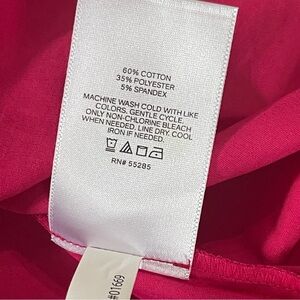 60% COTTON
35% POLYESTER
5% SPANDEX
MACHINE WASH COLD WITH LIKE
COLORS. GENTLE CYCLE.
ONLY NON-CHLORINE BLEACH
WHEN NEEDED. LINE DRY. COOL
IRON IF NEEDED.
RN# 55285
#01669